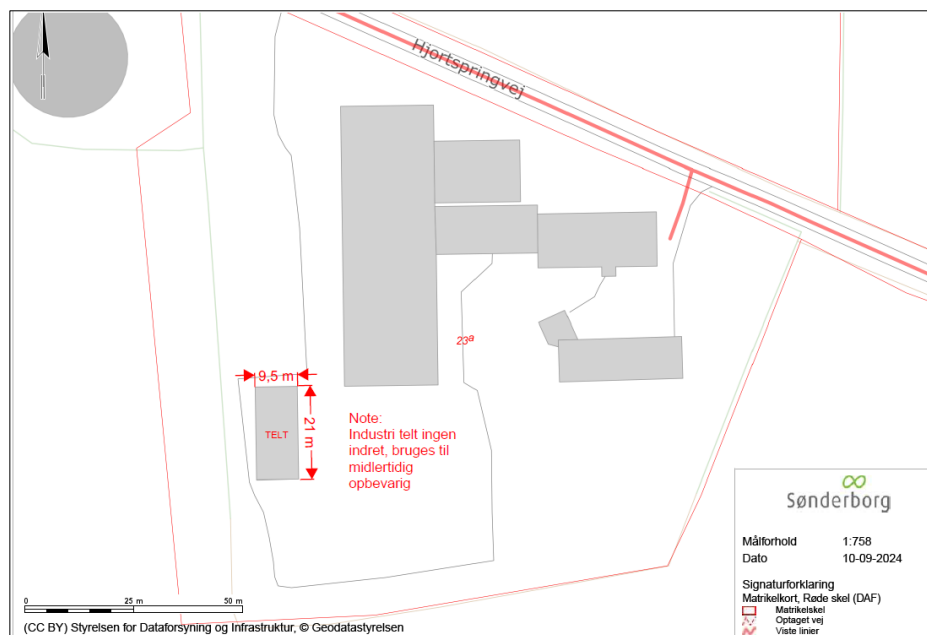 Hjortspringvej
23a
9,5 m
21 m
TELT
Note:
Industri telt ingen
indret, bruges til
midlertidig
opbevarig
Sønderborg
Målforhold 1:758
Dato 10-09-2024
Signaturforklaring
Matrikelkort, Røde skel (DAF)
Matrikelskel
Optaget vej
Viste linier
0 25 m 50 m
(CC BY) Styrelsen for Dataforsyning og Infrastruktur, © Geodatastyrelsen